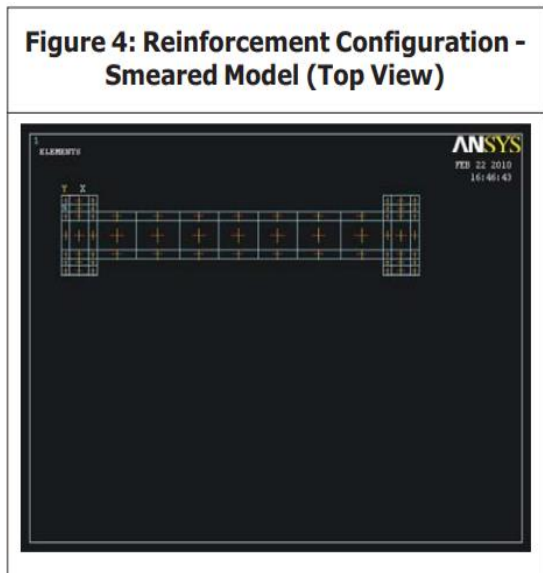 Figure 4: Reinforcement Configuration -
Smeared Model (Top View)
1
ELEMENTS
ANSYS
FEB 22 2010
16:46:43
Y X